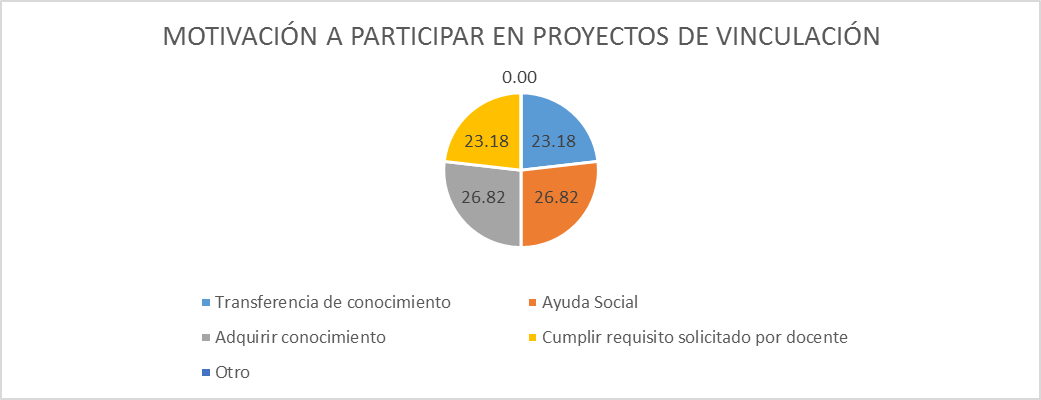 MOTIVACIÓN A PARTICIPAR EN PROYECTOS DE VINCULACIÓN
0.00
23.18 23.18
26.82 26.82
Transferencia de conocimiento Ayuda Social
Adquirir conocimiento Cumplir requisito solicitado por docente
Otro